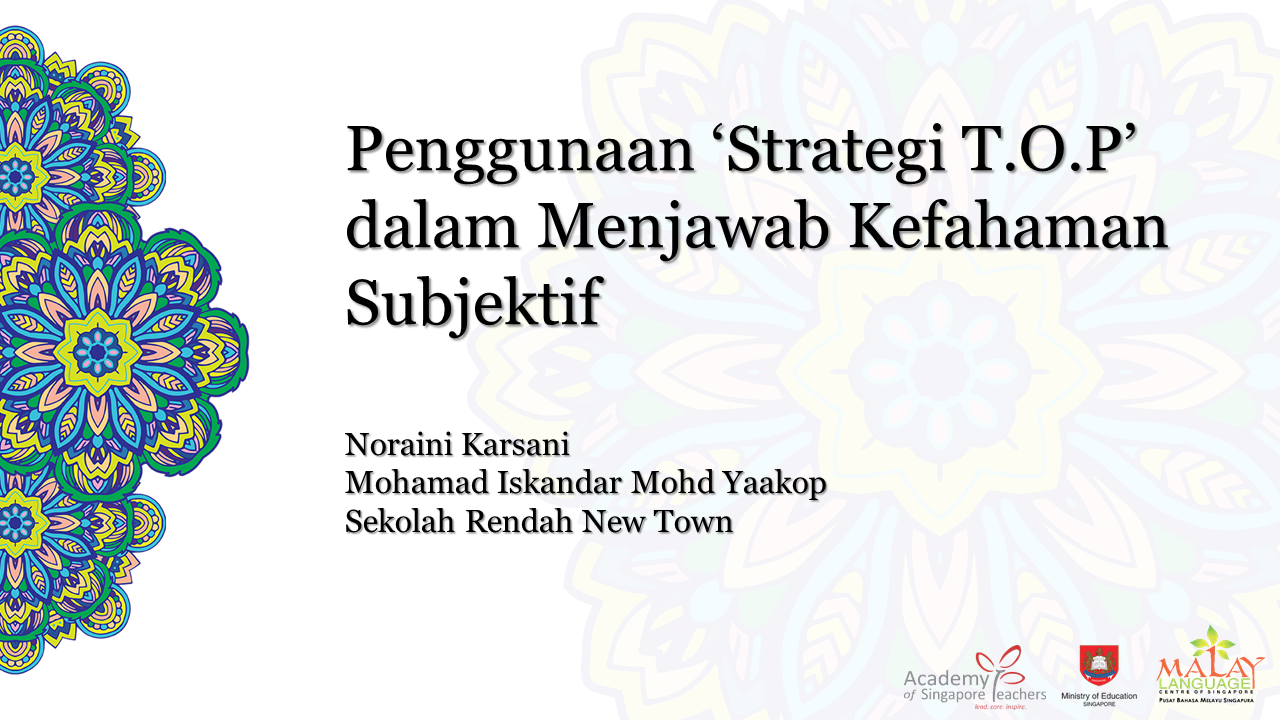 Penggunaan ‘Strategi T.O.P’
dalam Menjawab Kefahaman
Subjektif
Noraini Karsani
Mohamad Iskandar Mohd Yaakop
Sekolah Rendah New Town
Academy
of Singapore Teachers
lead. care. inspire.
Ministry of Education
SINGAPORE
MALAY
LANGUAGE
CENTRE OF SINGAPORE
PUSAT BAHASA MELAYU SINGAPURA